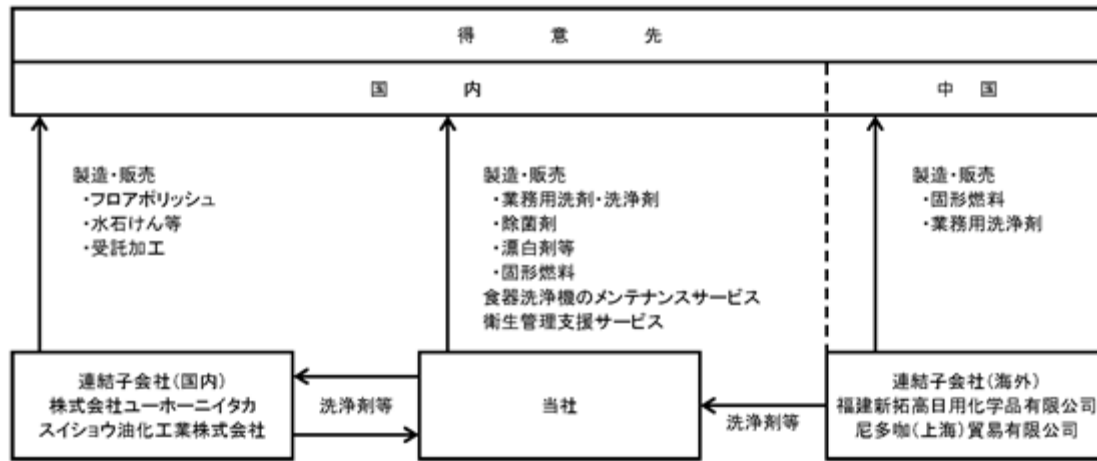 得意先
国内
中国
製造・販売
・フロアポリッシュ
・水石けん等
・受託加工
製造・販売
・業務用洗剤・洗浄剤
・除菌剤
・漂白剤等
・固形燃料
食器洗浄機のメンテナンスサービス
衛生管理支援サービス
製造・販売
・固形燃料
・業務用洗浄剤
連結子会社(国内)
株式会社ユーホーニイタカ
スイショウ油化工業株式会社
洗浄剤等
当社
洗浄剤等
連結子会社(海外)
福建新拓高日用化学品有限公司
尼多咖(上海)貿易有限公司